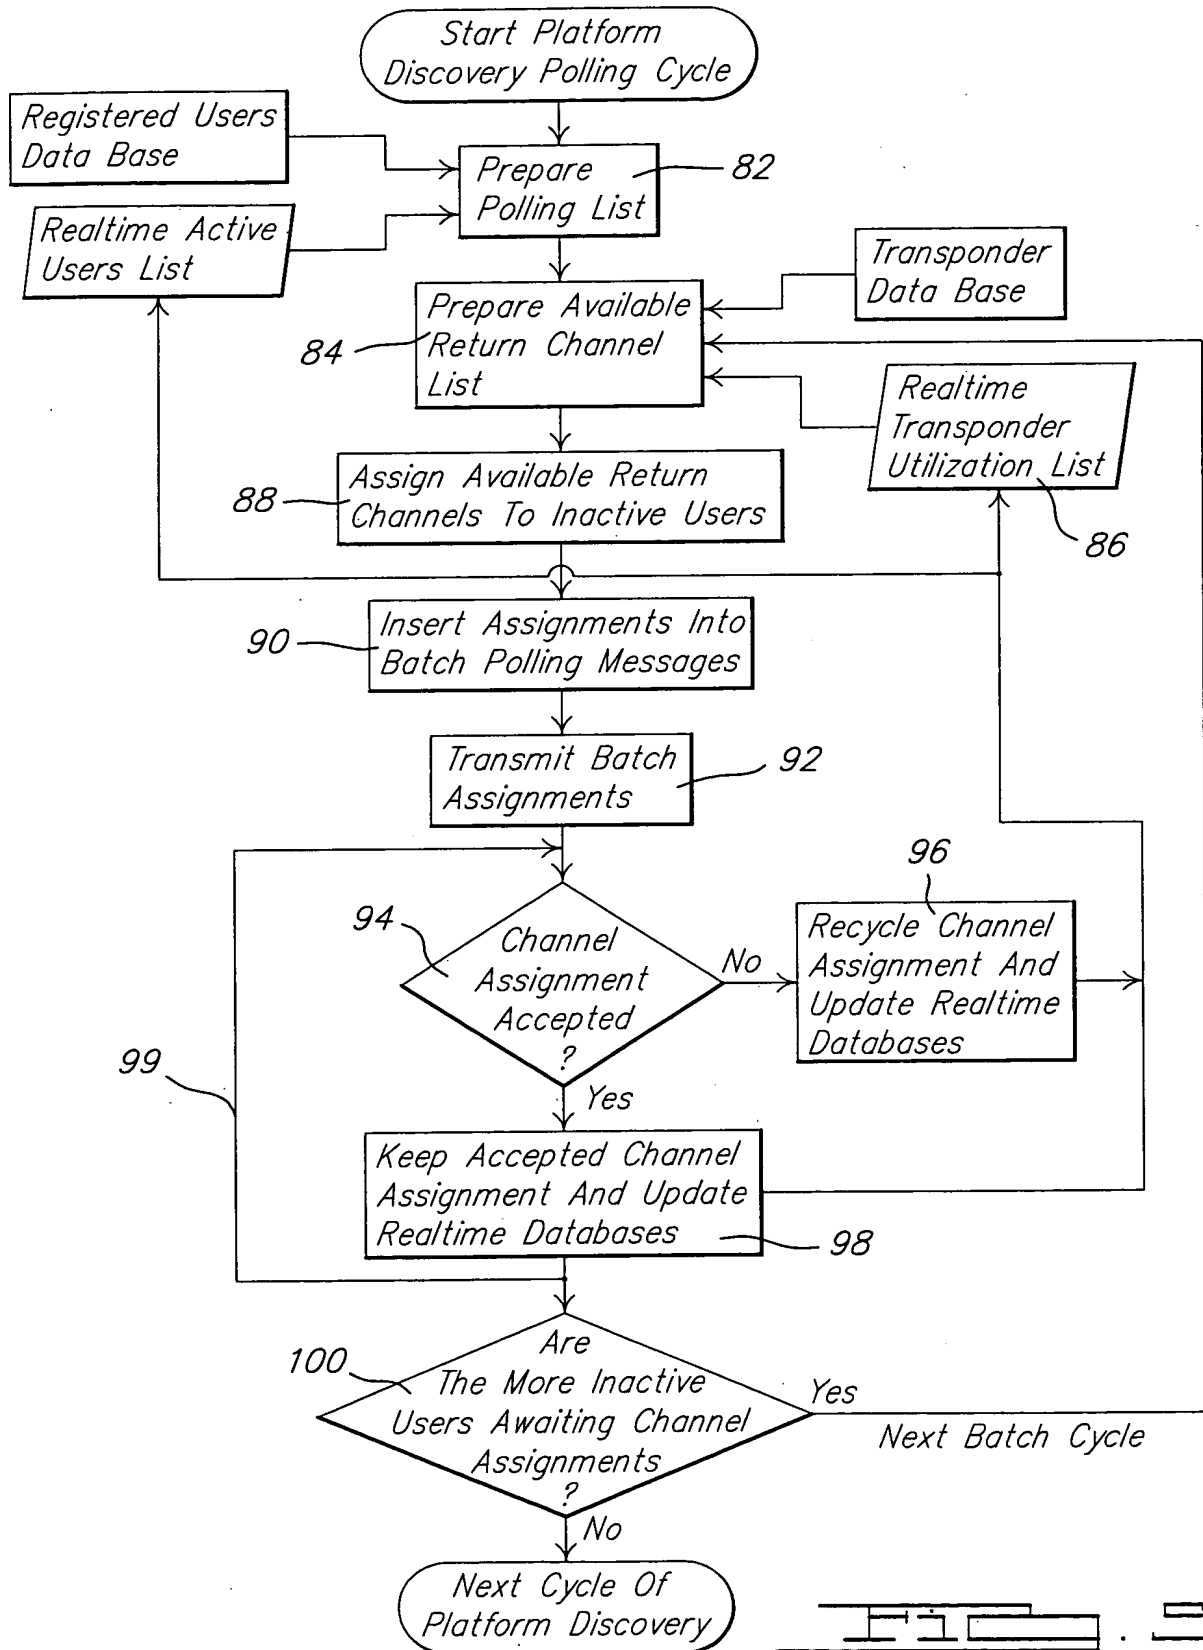 Start Platform
Discovery Polling Cycle
Registered Users
Data Base
Prepare
Polling List
82
Realtime Active
Users List
Transponder
Data Base
Prepare Available
Return Channel
List
84
Realtime
Transponder
Utilization List
86
Assign Available Return
Channels To Inactive Users
88
Insert Assignments Into
Batch Polling Messages
90
Transmit Batch
Assignments
92
94
Channel
Assignment
Accepted
?
No
96
Recycle Channel
Assignment And
Update Realtime
Databases
99
Yes
Keep Accepted Channel
Assignment And Update
Realtime Databases
98
100
Are
The More Inactive
Users Awaiting Channel
Assignments
?
Yes
Next Batch Cycle
No
Next Cycle Of
Platform Discovery